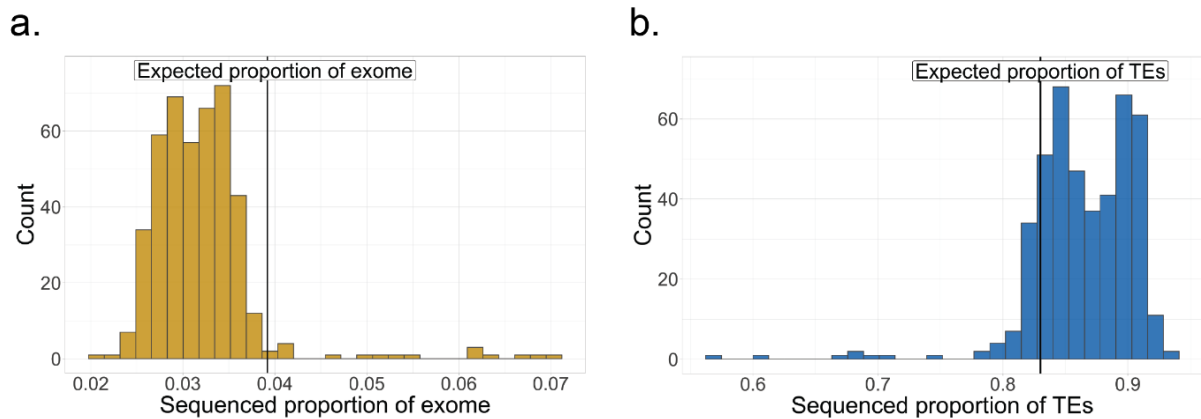 a.
Expected proportion of exome
Count
60
40
20
0
0.02 0.03 0.04 0.05 0.06 0.07
Sequenced proportion of exome
b.
Expected proportion of TEs
Count
60
40
20
0
0.6 0.7 0.8 0.9
Sequenced proportion of TEs